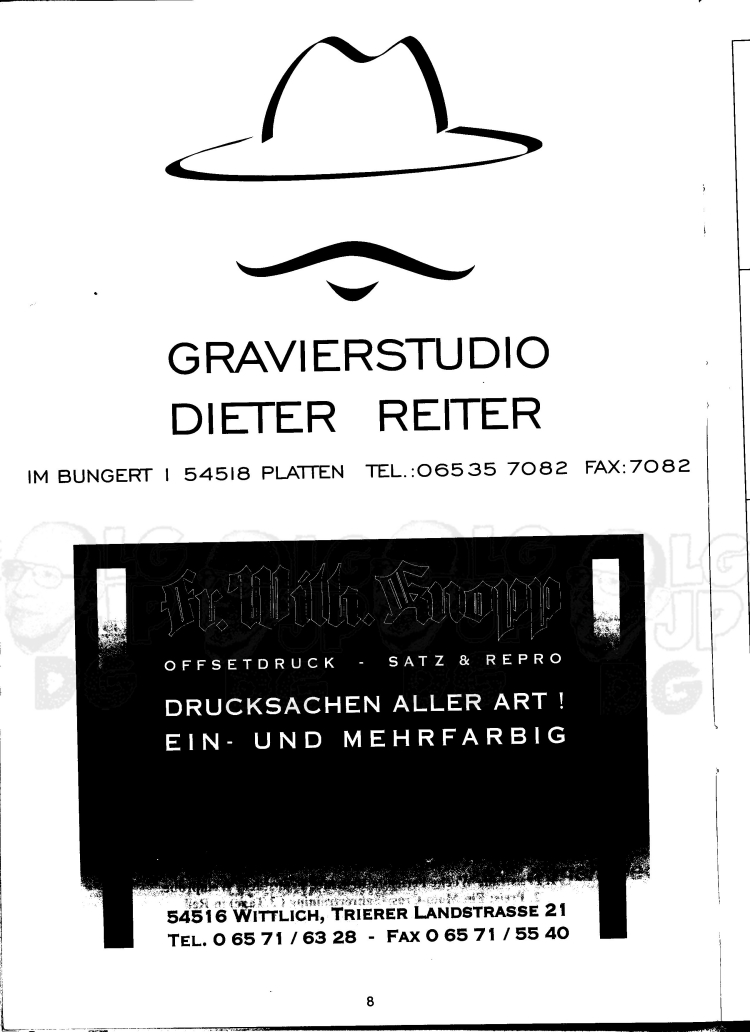 GRAVIERSTUDIO
DIETER REITER
IM BUNGERT 1 54518 PLATTEN TEL.:06535 7082 FAX:7082
Fr. Wilh. Knopp
OFFSETDRUCK - SATZ & REPRO
DRUCKSACHEN ALLER ART !
EIN- UND MEHRFARBIG
54516 WITTLICH, TRIERER LANDSTRASSE 21
TEL. 0 65 71 / 63 28 - FAX 0 65 71 / 55 40
8